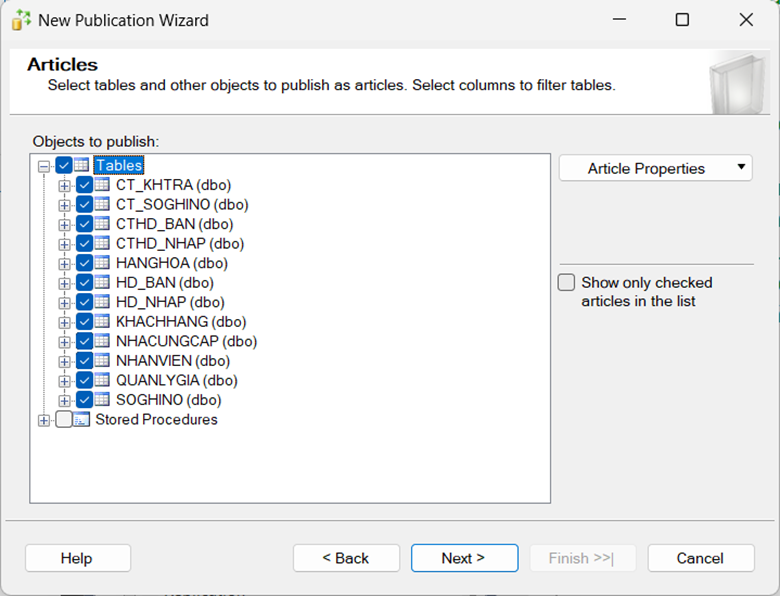 New Publication Wizard
Articles
Select tables and other objects to publish as articles. Select columns to filter tables.
Objects to publish:
Tables
CT_KHTRA (dbo)
CT_SOGHINO (dbo)
CTHD_BAN (dbo)
CTHD_NHAP (dbo)
HANGHOA (dbo)
HD_BAN (dbo)
HD_NHAP (dbo)
KHACHHANG (dbo)
NHACUNGCAP (dbo)
NHANVIEN (dbo)
QUANLYGIA (dbo)
SOGHINO (dbo)
Stored Procedures
Article Properties
Show only checked
articles in the list
Help
< Back
Next >
Finish >>|
Cancel